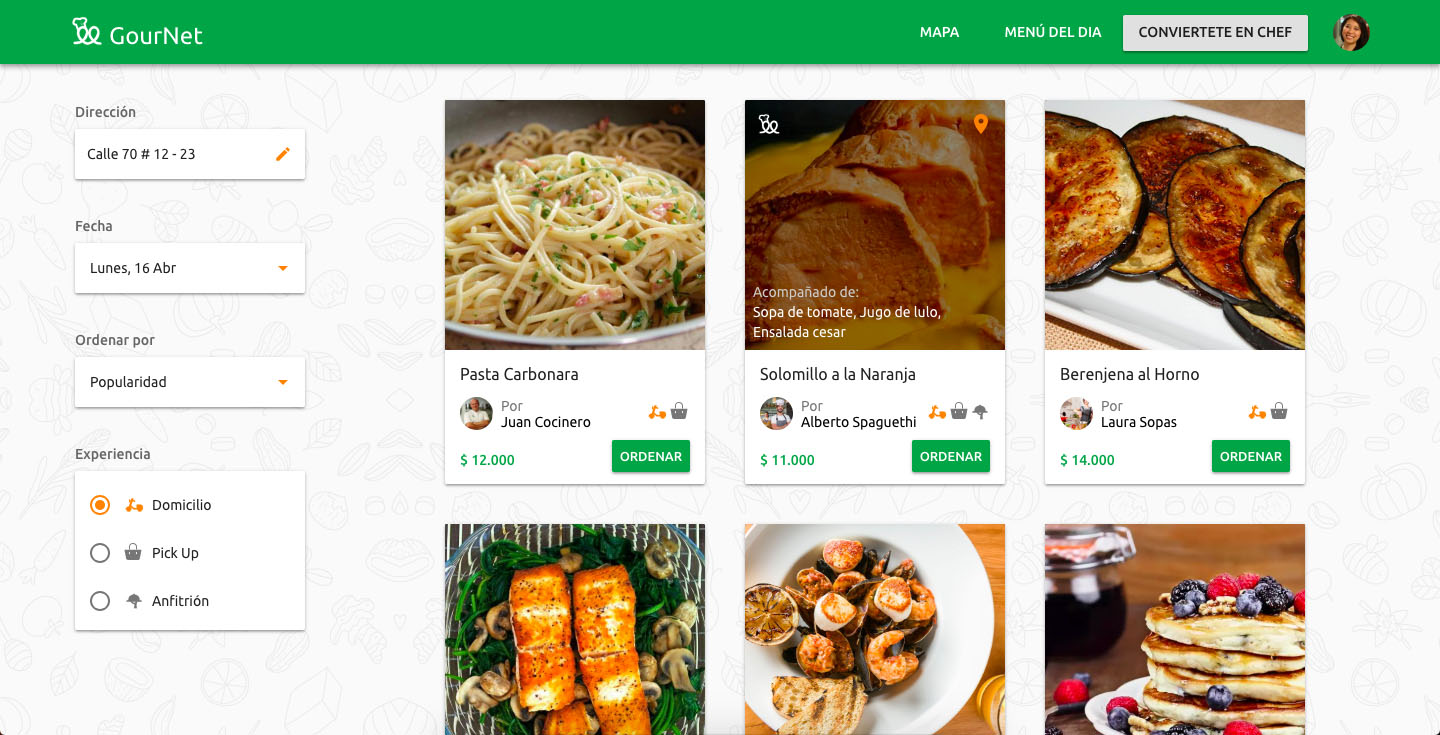 GourNet
MAPA
MENÚ DEL DIA
CONVIERTETE EN CHEF
Dirección
Calle 70 # 12 - 23
Fecha
Lunes, 16 Abr
Ordenar por
Popularidad
Experiencia
Domicilio
Pick Up
Anfitrión
Pasta Carbonara
Por
Juan Cocinero
$ 12.000
ORDENAR
Acompañado de:
Sopa de tomate, Jugo de lulo,
Ensalada cesar
Solomillo a la Naranja
Por
Alberto Spaguethi
$ 11.000
ORDENAR
Berenjena al Horno
Por
Laura Sopas
$ 14.000
ORDENAR